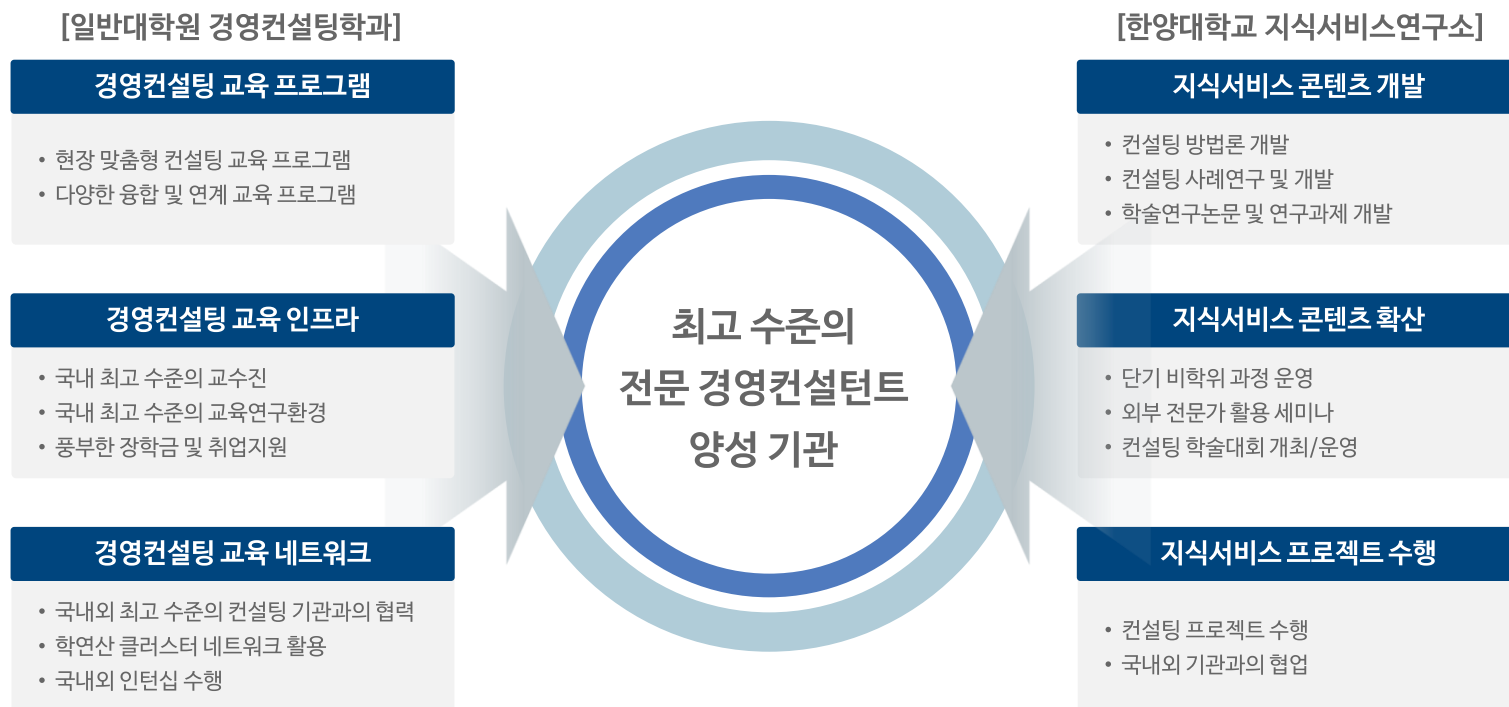 [일반대학원 경영컨설팅학과]
경영컨설팅 교육 프로그램
• 현장 맞춤형 컨설팅 교육 프로그램
• 다양한 융합 및 연계 교육 프로그램
경영컨설팅 교육 인프라
• 국내 최고 수준의 교수진
• 국내 최고 수준의 교육연구환경
• 풍부한 장학금 및 취업지원
경영컨설팅 교육 네트워크
• 국내외 최고 수준의 컨설팅 기관과의 협력
• 학연산 클러스터 네트워크 활용
• 국내외 인턴십 수행
최고 수준의
전문 경영컨설턴트
양성 기관
[한양대학교 지식서비스연구소]
지식서비스 콘텐츠 개발
• 컨설팅 방법론 개발
• 컨설팅 사례연구 및 개발
• 학술연구논문 및 연구과제 개발
지식서비스 콘텐츠 확산
• 단기 비학위 과정 운영
• 외부 전문가 활용 세미나
• 컨설팅 학술대회 개최/운영
지식서비스 프로젝트 수행
• 컨설팅 프로젝트 수행
• 국내외 기관과의 협업